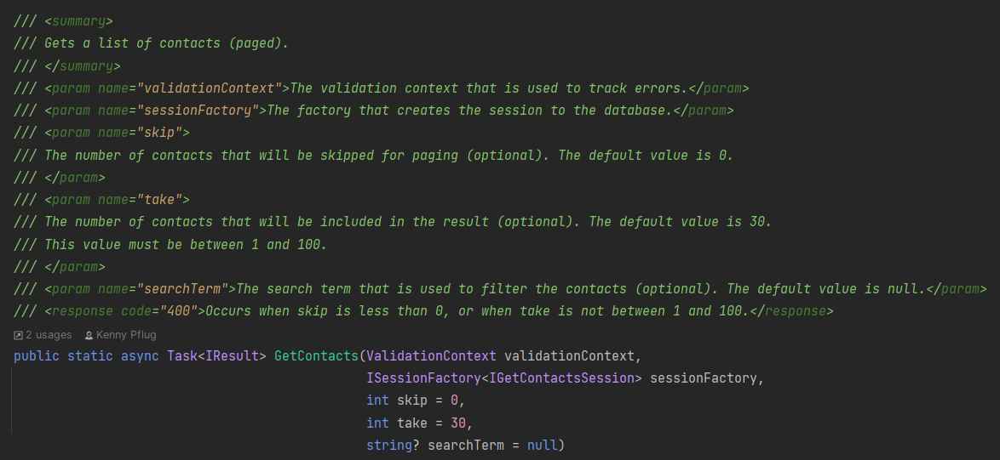 /// <summary>
/// Gets a list of contacts (paged).
/// </summary>
/// <param name="validationContext">The validation context that is used to track errors.</param>
/// <param name="sessionFactory">The factory that creates the session to the database.</param>
/// <param name="skip">
/// The number of contacts that will be skipped for paging (optional). The default value is 0.
/// </param>
/// <param name="take">
/// The number of contacts that will be included in the result (optional). The default value is 30.
/// This value must be between 1 and 100.
/// </param>
/// <param name="searchTerm">The search term that is used to filter the contacts (optional). The default value is null.</param>
/// <response code="400">Occurs when skip is less than 0, or when take is not between 1 and 100.</response>
2 usages Kenny Pflug
public static async Task<IResult> GetContacts(ValidationContext validationContext,
ISessionFactory<IGetContactsSession> sessionFactory,
int skip = 0,
int take = 30,
string? searchTerm = null)